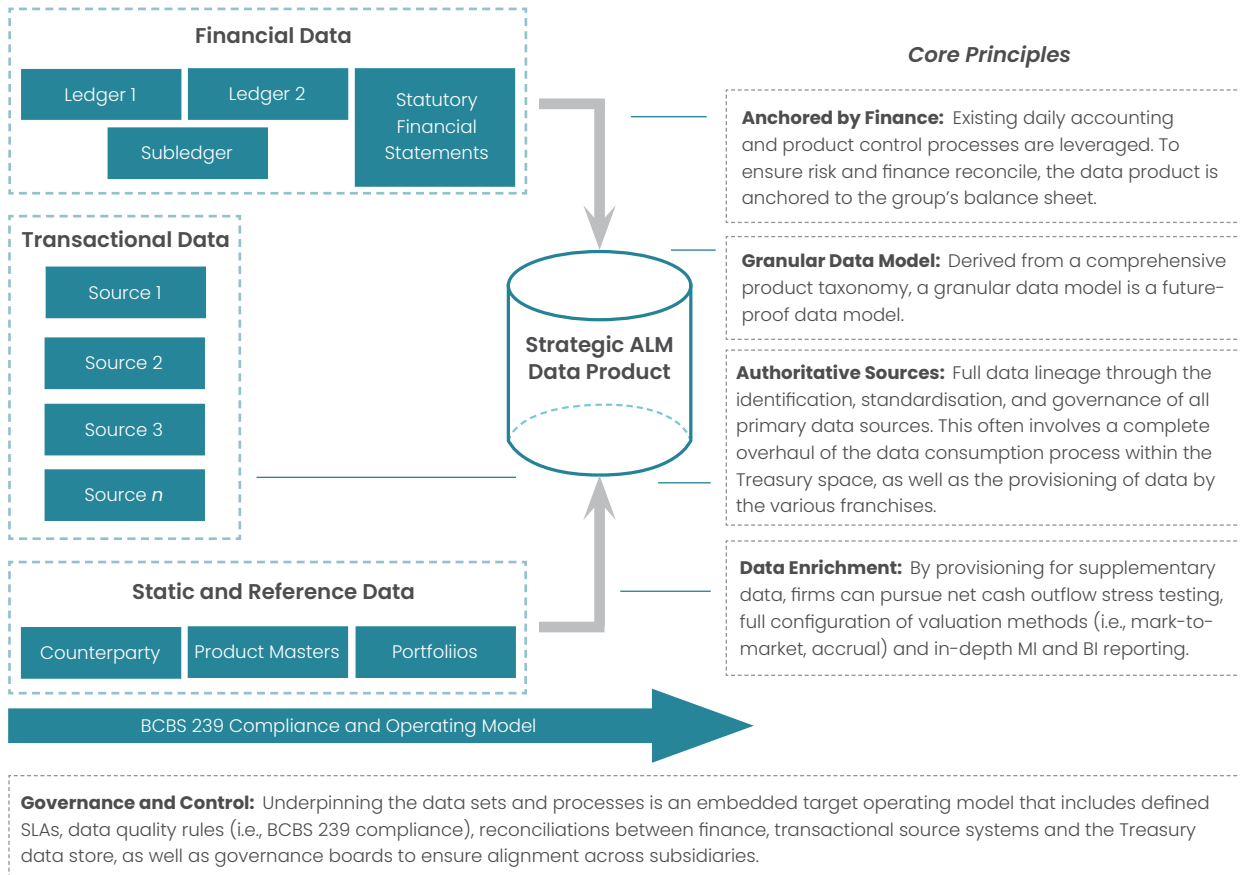 Financial Data
Ledger 1
Ledger 2
Subledger
Statutory
Financial
Statements
Transactional Data
Source 1
Source 2
Source 3
Source n
Static and Reference Data
Counterparty
Product Masters
Portfoliios
Strategic ALM
Data Product
BCBS 239 Compliance and Operating Model
Core Principles
Anchored by Finance: Existing daily accounting
and product control processes are leveraged. To
ensure risk and finance reconcile, the data product is
anchored to the group's balance sheet.
Granular Data Model: Derived from a comprehensive
product taxonomy, a granular data model is a future-
proof data model.
Authoritative Sources: Full data lineage through the
identification, standardisation, and governance of all
primary data sources. This often involves a complete
overhaul of the data consumption process within the
Treasury space, as well as the provisioning of data by
the various franchises.
Data Enrichment: By provisioning for supplementary
data, firms can pursue net cash outflow stress testing,
full configuration of valuation methods (i.e., mark-to-
market, accrual) and in-depth MI and BI reporting.
Governance and Control: Underpinning the data sets and processes is an embedded target operating model that includes defined
SLAs, data quality rules (i.e., BCBS 239 compliance), reconciliations between finance, transactional source systems and the Treasury
data store, as well as governance boards to ensure alignment across subsidiaries.